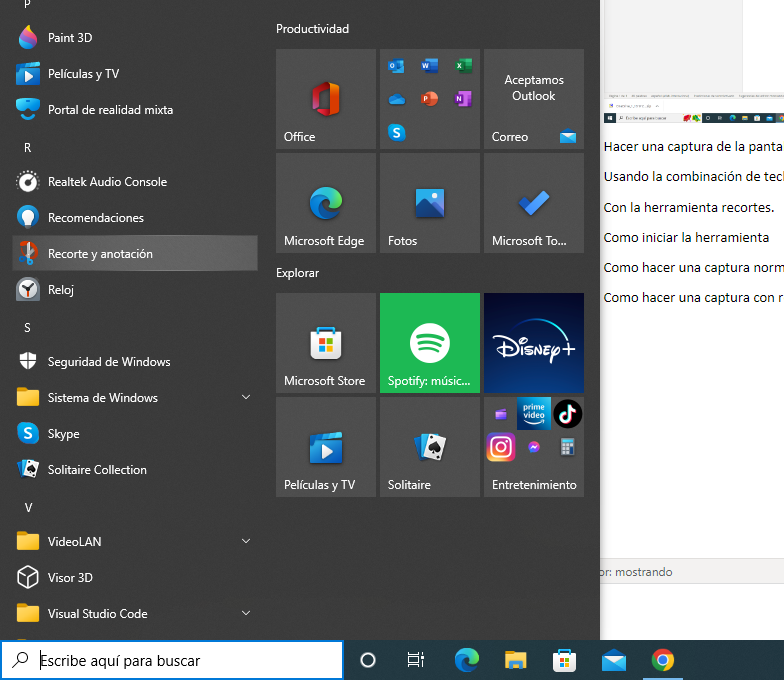 P
Paint 3D
Películas y TV
Portal de realidad mixta
R
Realtek Audio Console
Recomendaciones
Recorte y anotación
Reloj
S
Seguridad de Windows
Sistema de Windows
Skype
Solitaire Collection
V
VideoLAN
Visor 3D
Visual Studio Code
Productividad
Office
Aceptamos
Outlook
Correo
Microsoft Edge
Fotos
Microsoft To...
Explorar
Microsoft Store
Spotify: músic...
Disney+
Películas y TV
Solitaire
prime
video
Entretenimiento
Hacer una captura de la panta
Usando la combinación de tecl
Con la herramienta recortes.
Como iniciar la herramienta
Como hacer una captura norm
Como hacer una captura con r
or: mostrando
Escribe aquí para buscar